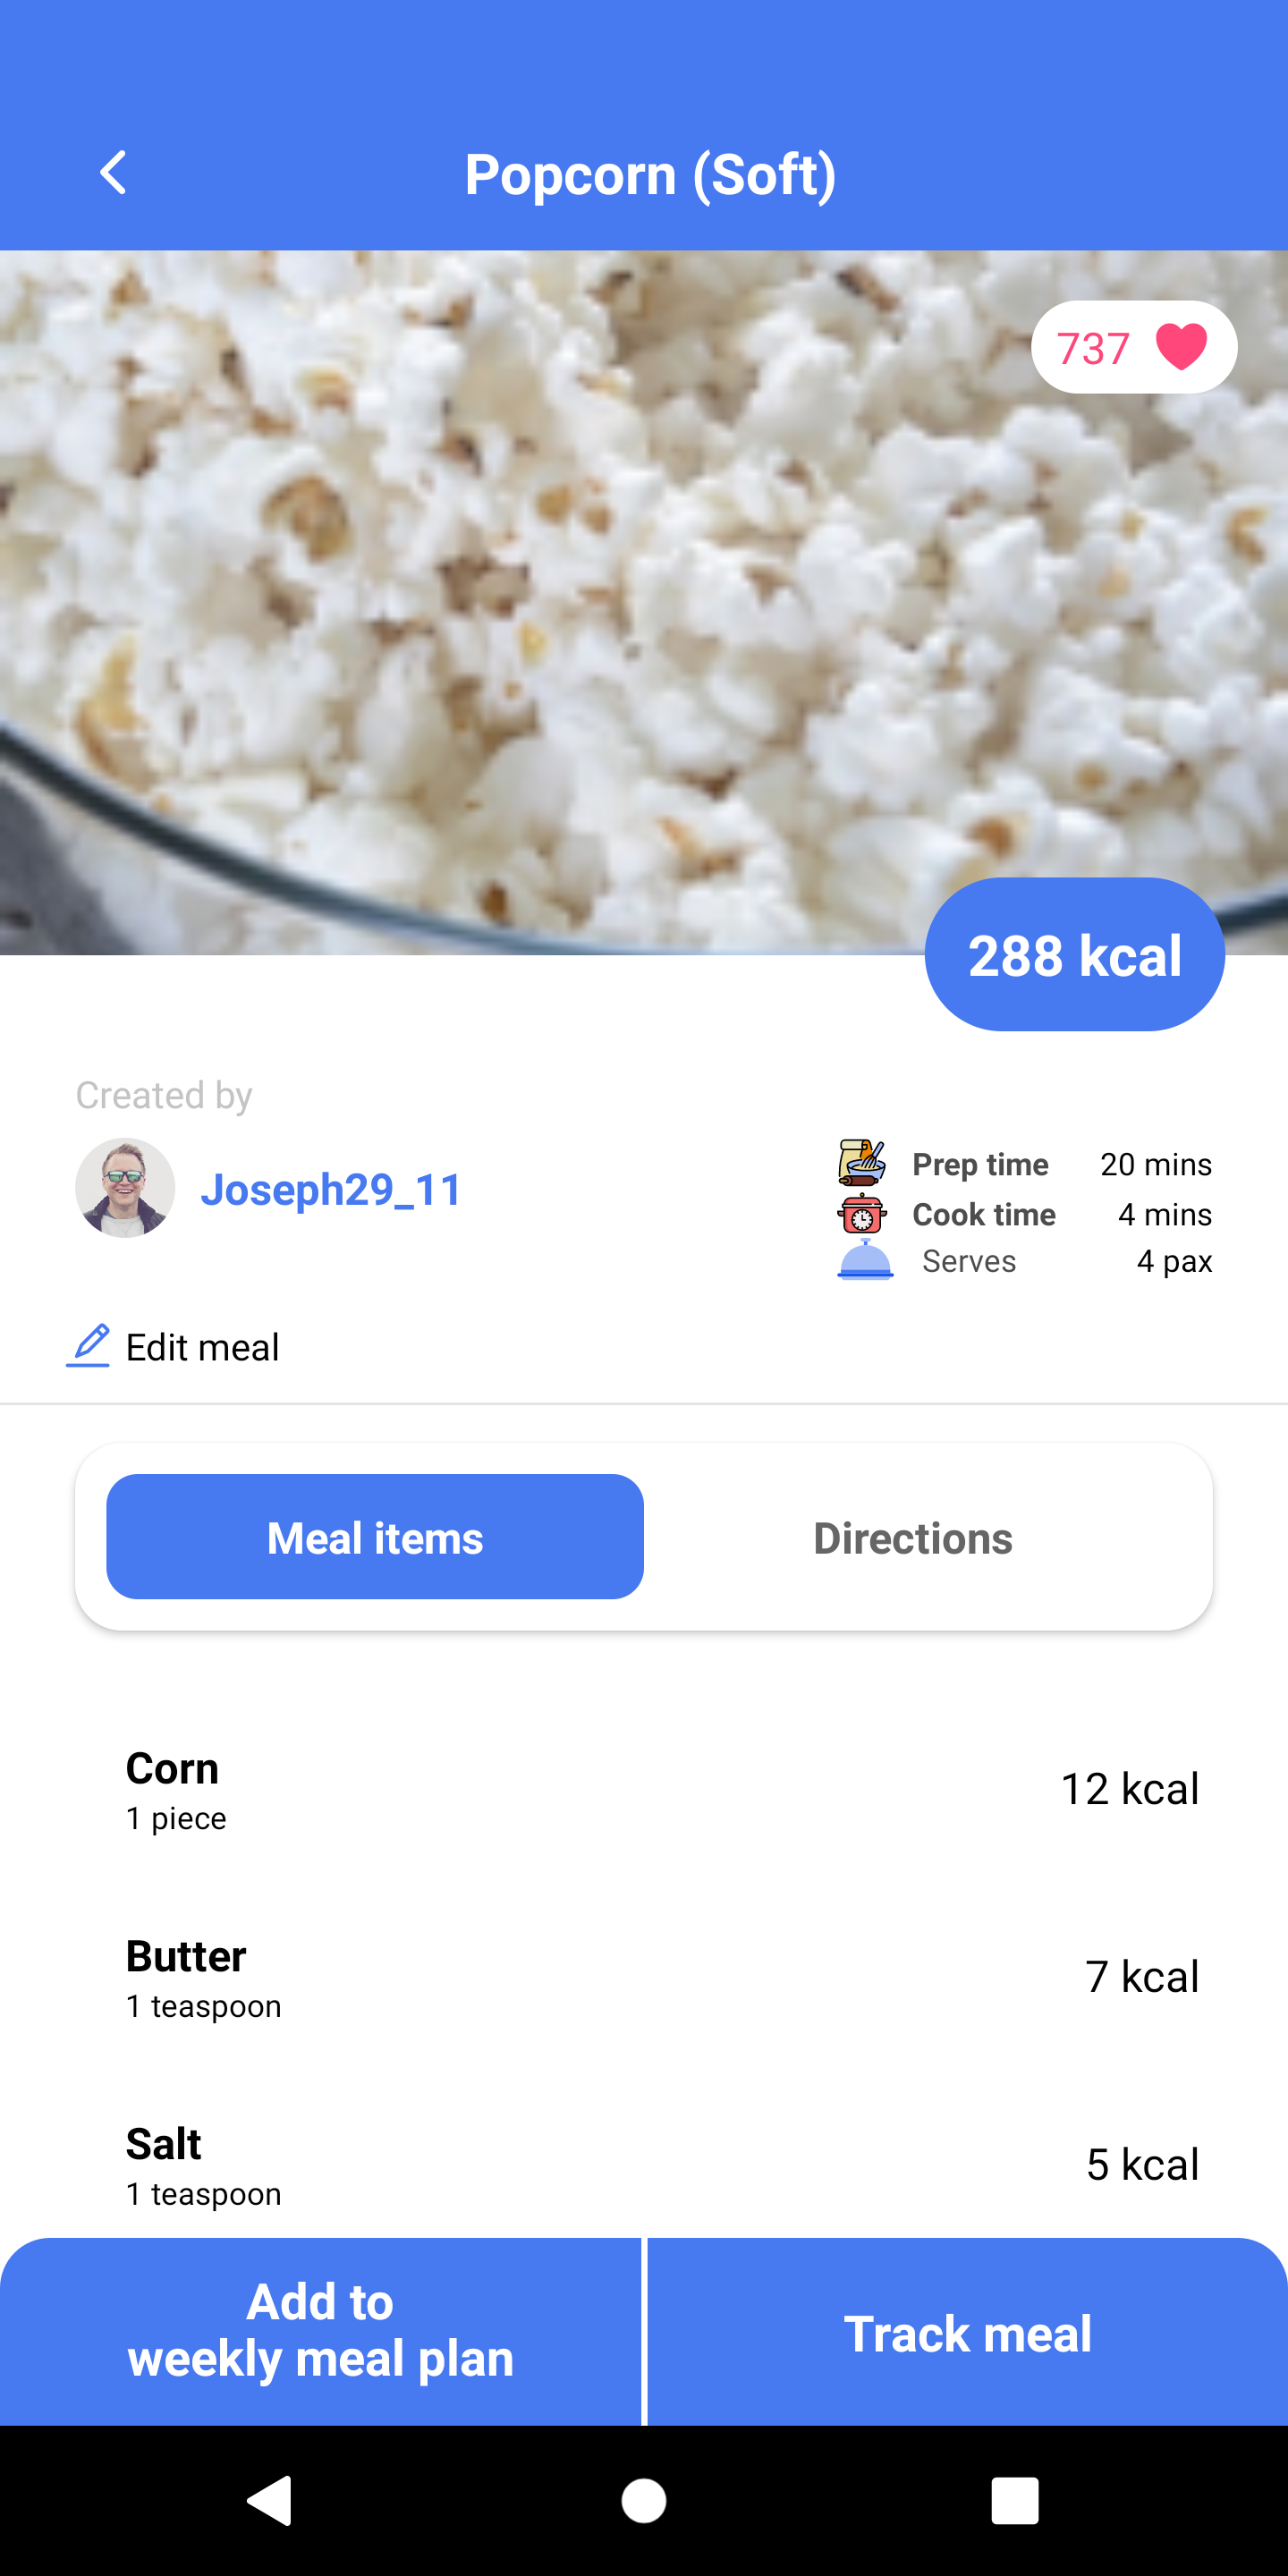 Popcorn (Soft)
737
288 kcal
Created by
Joseph29_11
Prep time 20 mins
Cook time 4 mins
Serves 4 pax
Edit meal
Meal items Directions
Corn
1 piece
12 kcal
Butter
1 teaspoon
7 kcal
Salt
1 teaspoon
5 kcal
Add to
weekly meal plan
Track meal